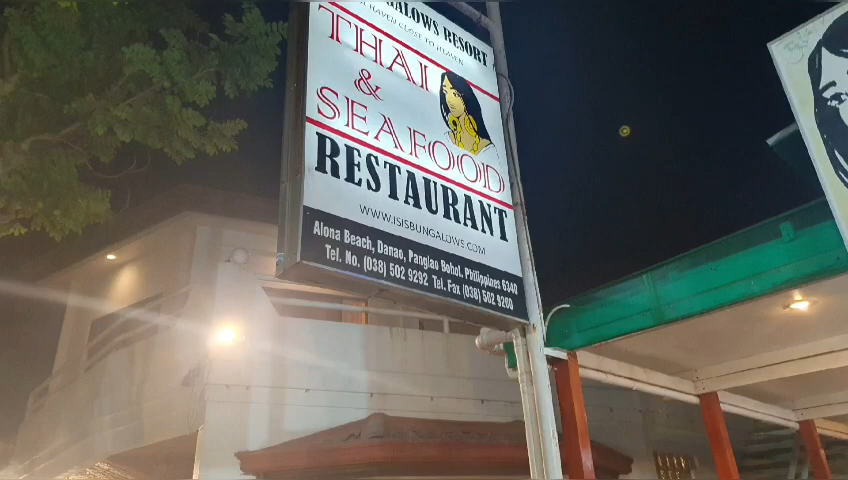 GALOWS RESORT
HAVEN CLOSE TO HEAVEN
THAI
&
SEAFOOD
RESTAURANT
WWW.ISISBUNGALOWS.COM
Alona Beach, Danao, Panglao Bohol. Philippines 6340
Tel. No. (038) 502 9292 Tel. Fax (038) 502 9280